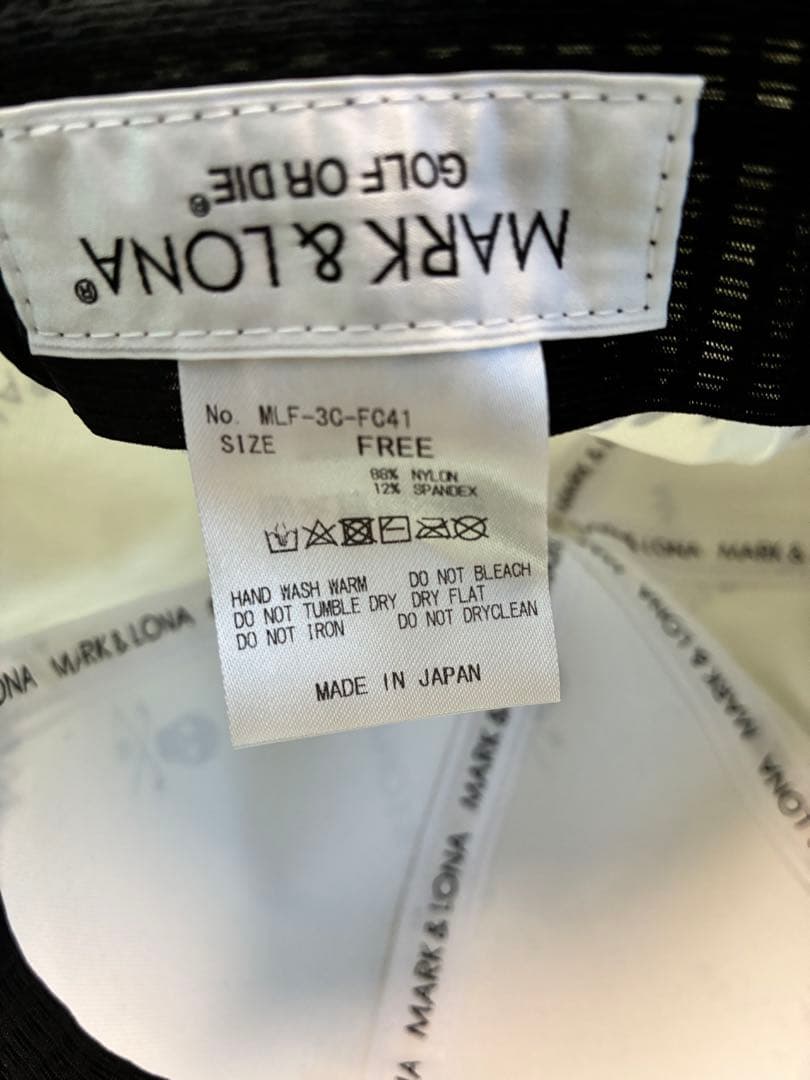 MARK & LONA®
GOLF OR DIE®
No. MLF-3C-FC41
SIZE FREE
88% NYLON
12% SPANDEX
HAND WASH WARM DO NOT BLEACH
DO NOT TUMBLE DRY DRY FLAT
DO NOT IRON DO NOT DRYCLEAN
MADE IN JAPAN
ONA MARK & LONA
LONA MARK &
MARK & LONA MARK & LONA
MARK & LONA MARK &